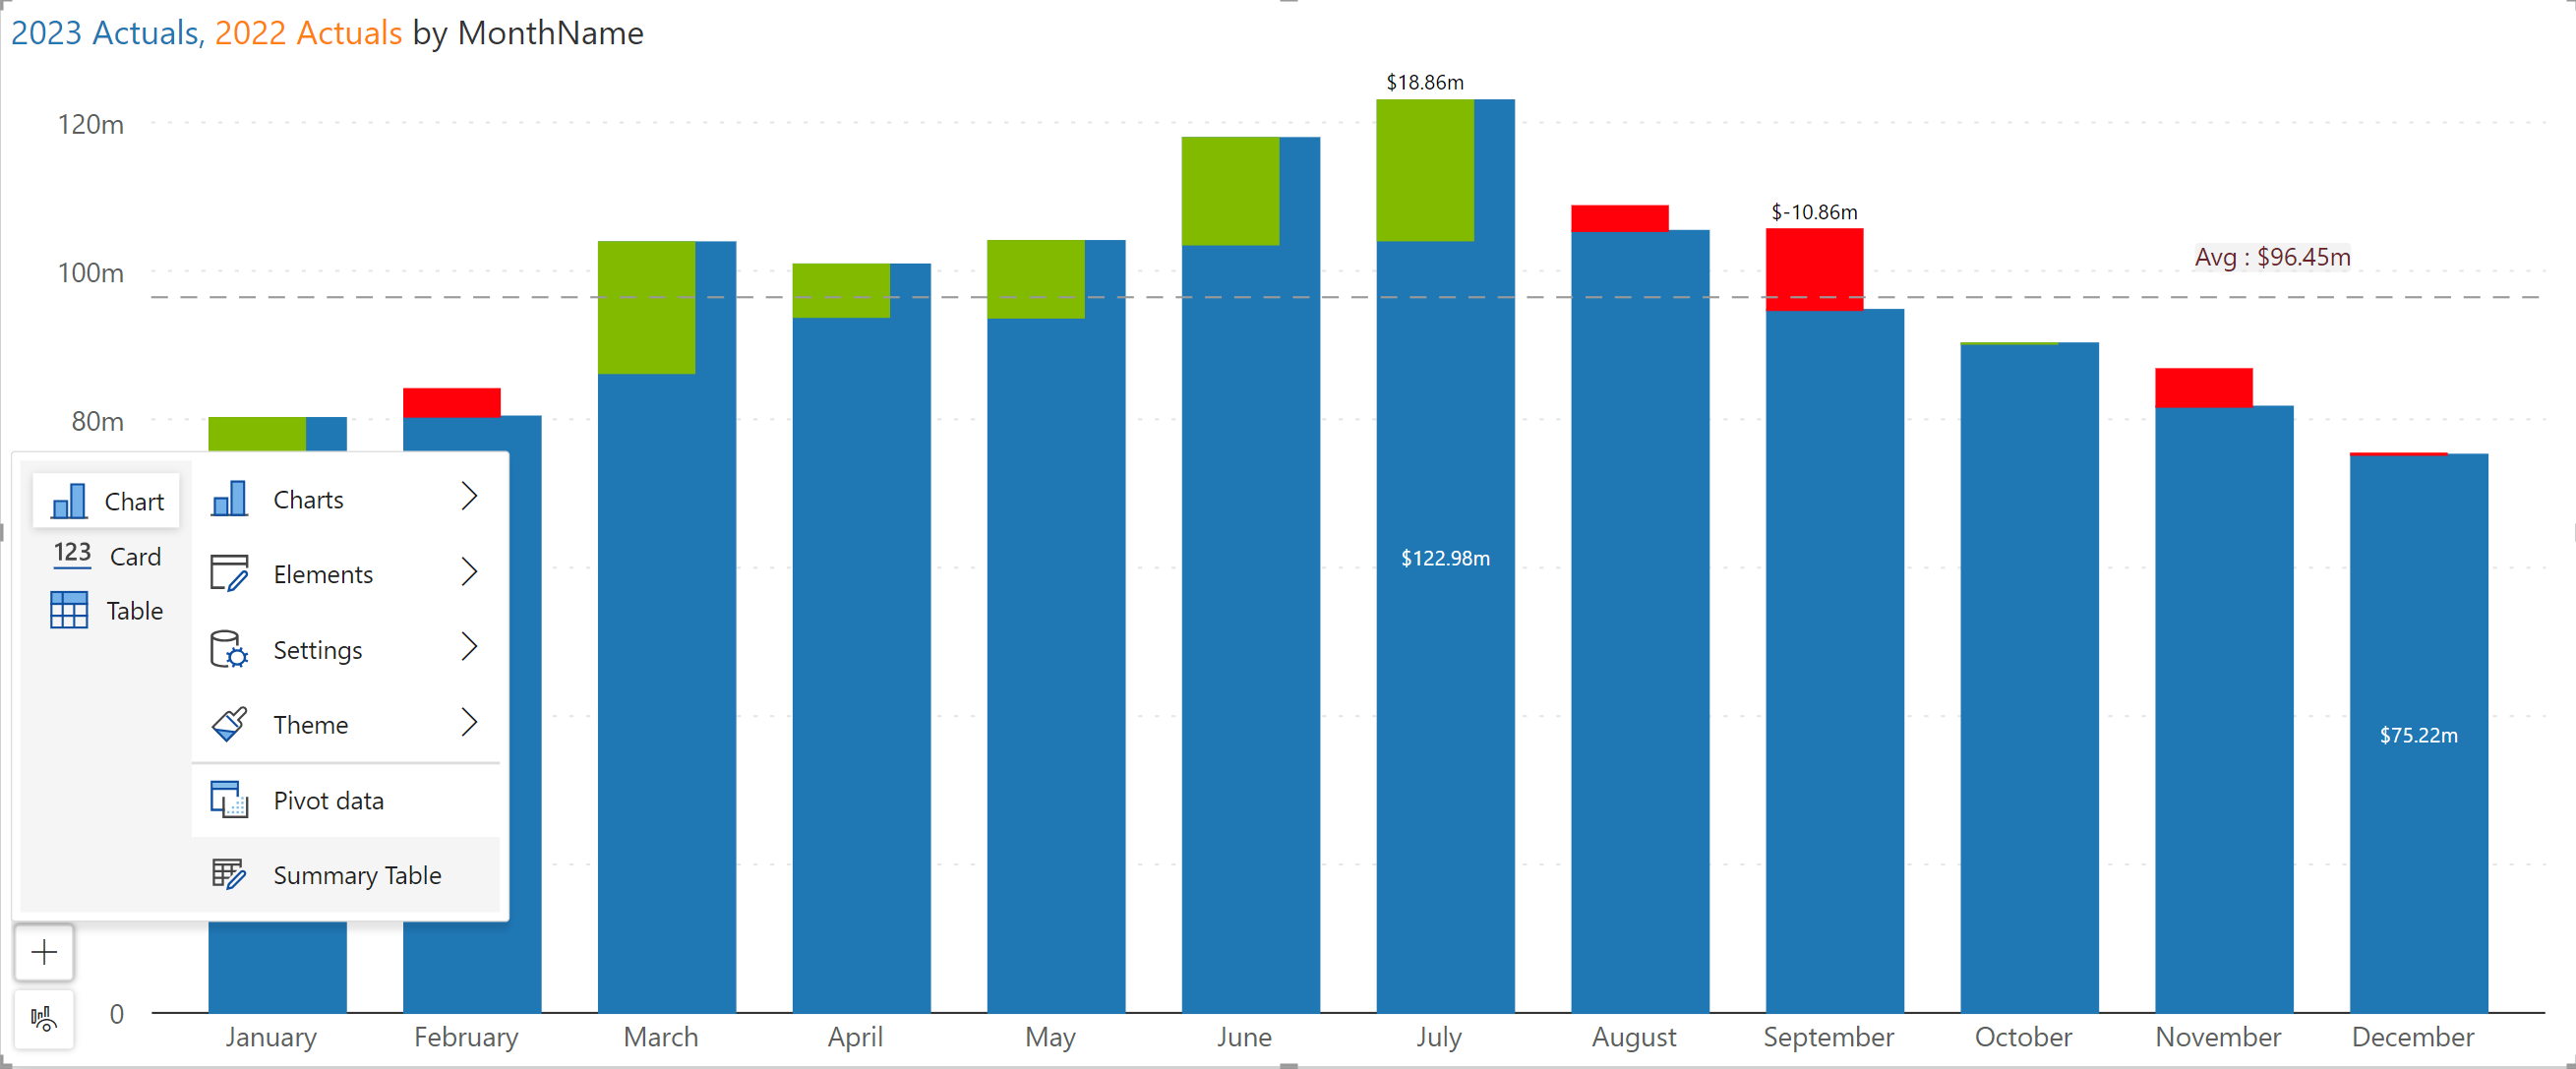 2023 Actuals, 2022 Actuals by MonthName
$18.86m
120m
$-10.86m
Avg : $96.45m
100m
80m
Chart
Card
Table
123
Charts
Elements
Settings
Theme
Pivot data
Summary Table
$122.98m
$75.22m
0
January February March April May June July August September October November December